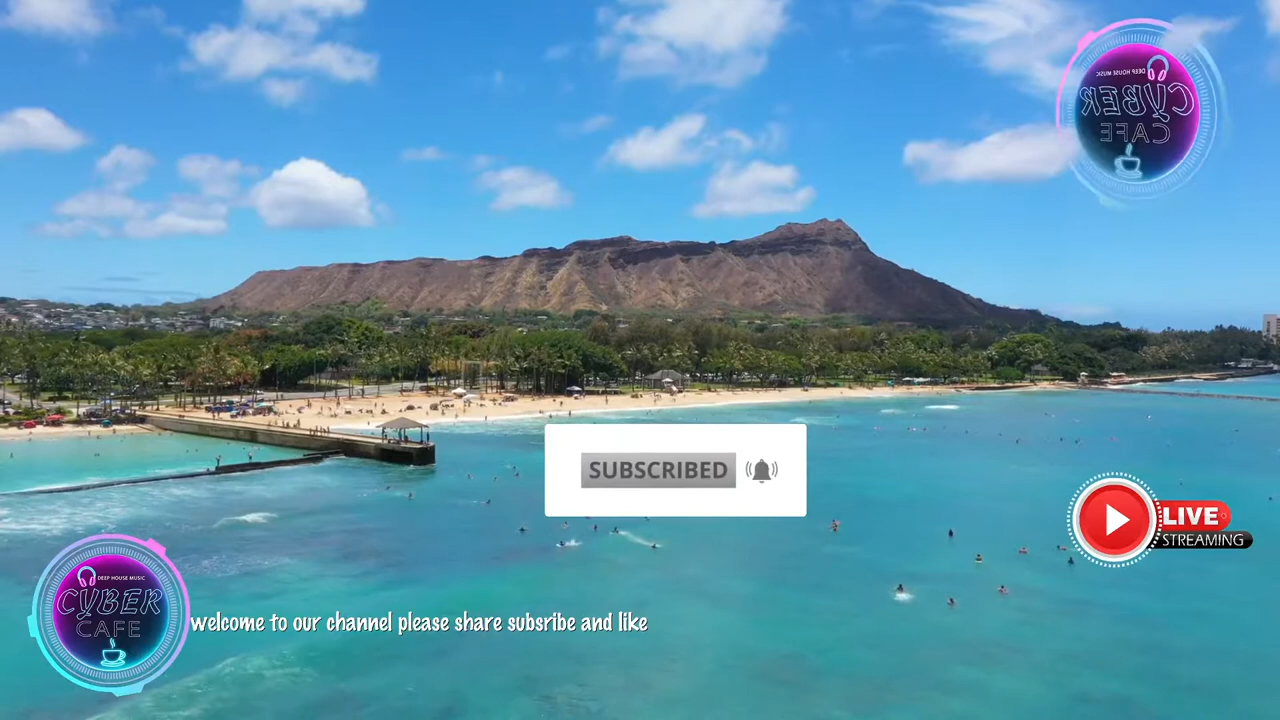 DEEP HOUSE MUSIC
CYBER
CAFE
SUBSCRIBED
LIVE
STREAMING
DEEP HOUSE MUSIC
CYBER
CAFE
welcome to our channel please share subsribe and like